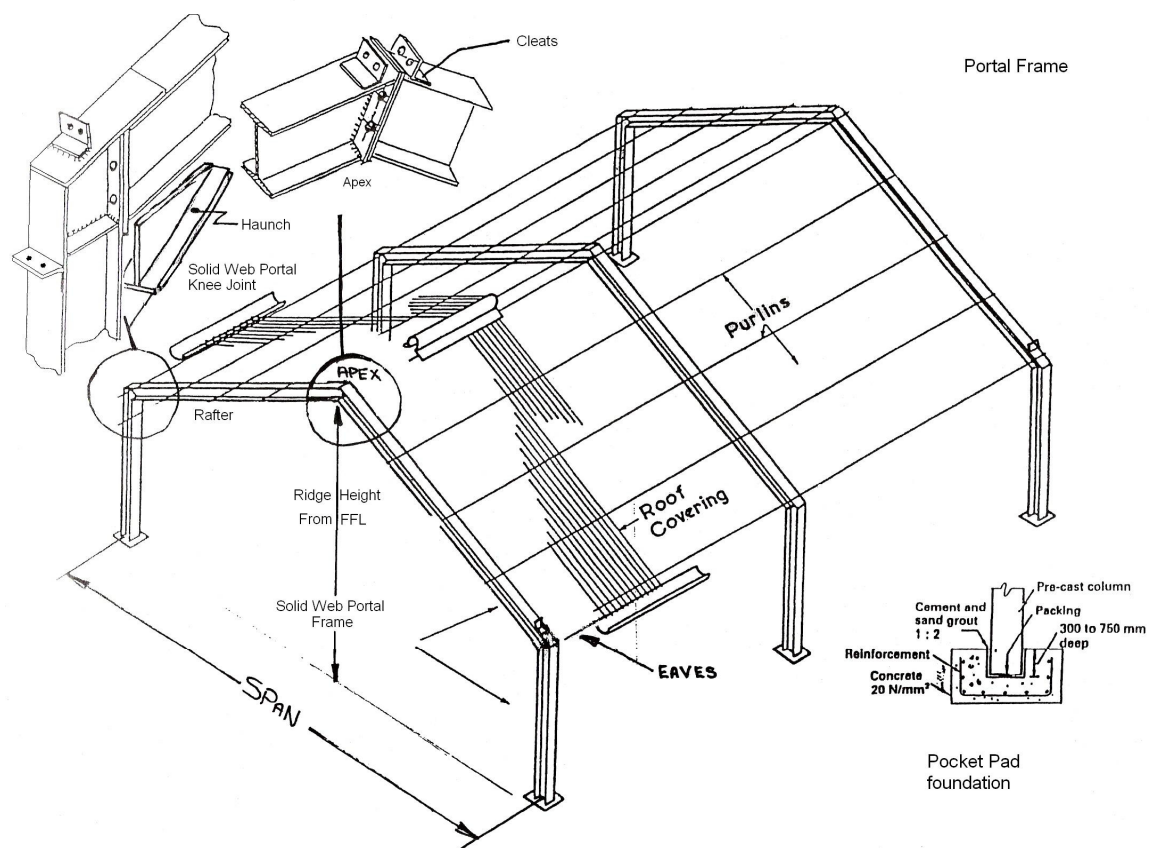 Cleats
Portal Frame
Apex
Haunch
Solid Web Portal
Knee Joint
Purlins
APEX
Rafter
Ridge Height
From FFL
Roof
Covering
Solid Web Portal
Frame
EAVES
SPAN
Pre-cast column
Cement and
sand grout
1 : 2
Packing
300 to 750 mm
deep
Reinforcement
Concrete
20 N/mm²
Pocket Pad
foundation